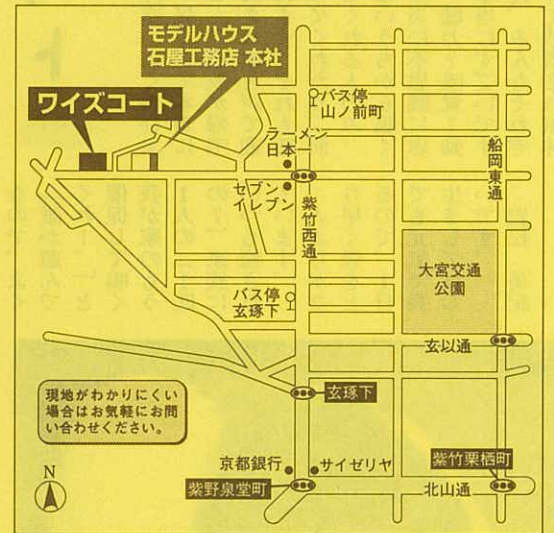 モデルハウス
石屋工務店 本社
ワイズコート
バス停
山ノ前町
ラーメン
日本一
セブン
イレブン
紫竹西通
船岡東通
大宮交通
公園
バス停
玄琢下
玄以通
現地がわかりにくい
場合はお気軽にお問
い合わせください。
玄琢下
京都銀行
サイゼリヤ
紫竹栗栖町
紫野泉堂町
北山通
N